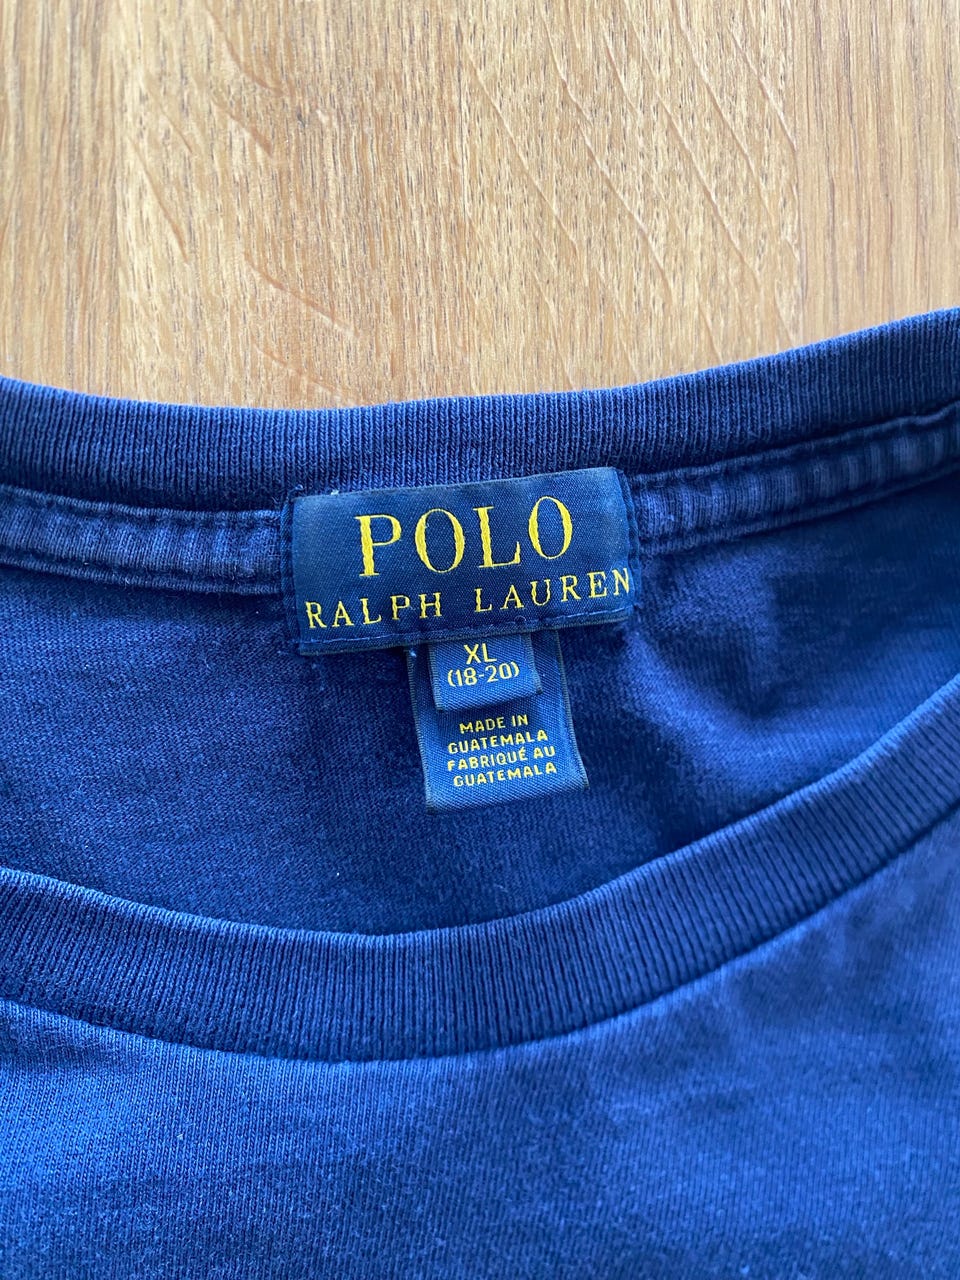 POLO
RALPH LAUREN
XL
(18-20)
MADE IN
GUATEMALA
FABRIQUÉ AU
GUATEMALA